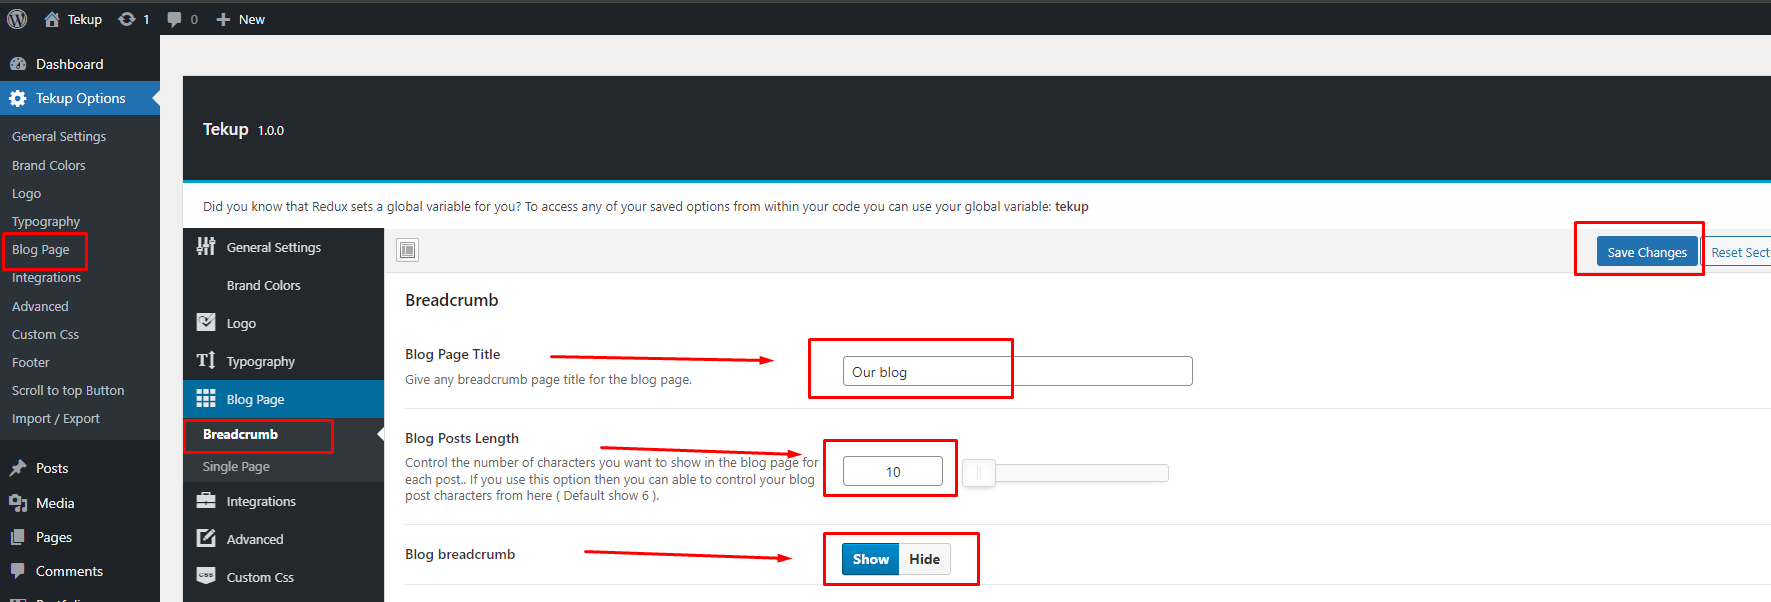 Tekup
1
0
New
Dashboard
Tekup Options
General Settings
Brand Colors
Logo
Typography
Blog Page
Integrations
Advanced
Custom Css
Footer
Scroll to top Button
Import / Export
Posts
Media
Pages
Comments
Tekup 1.0.0
Did you know that Redux sets a global variable for you? To access any of your saved options from within your code you can use your global variable: tekup
General Settings
Brand Colors
Logo
Typography
Blog Page
Breadcrumb
Single Page
Integrations
Advanced
css
Custom Css
Save Changes
Reset Sect
Breadcrumb
Blog Page Title
Give any breadcrumb page title for the blog page.
Our blog
Blog Posts Length
Control the number of characters you want to show in the blog page for
each post.. If you use this option then you can able to control your blog
post characters from here ( Default show 6 ).
10
Blog breadcrumb
Show
Hide